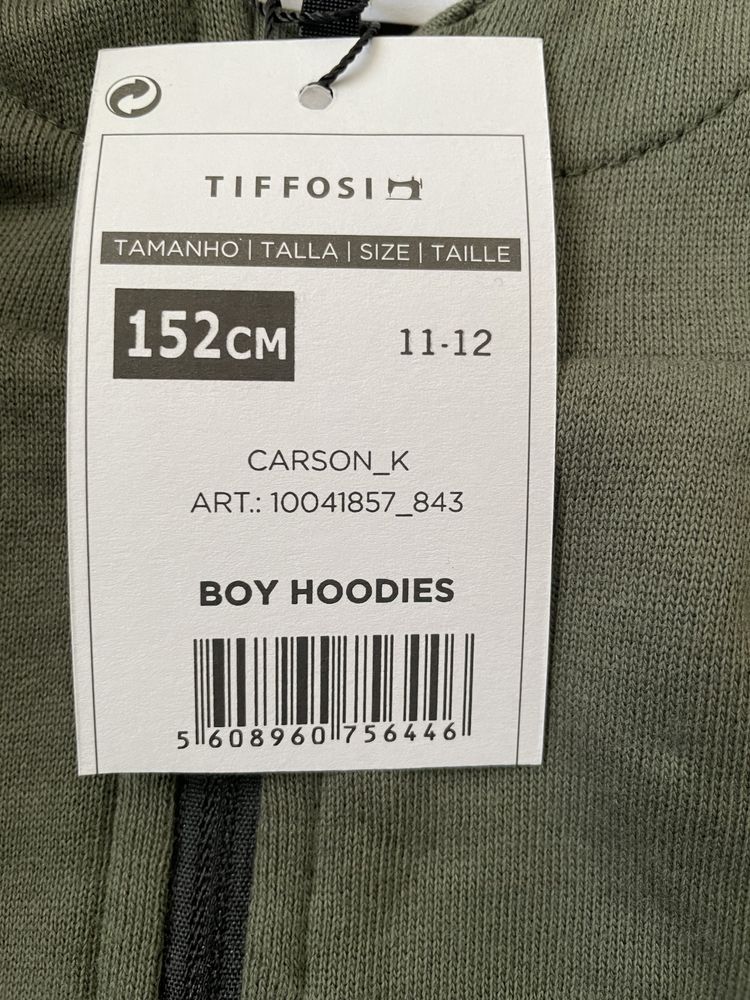 TIFFOSI
TAMANHO | TALLA | SIZE | TAILLE
152CM 11-12
CARSON_K
ART.: 10041857_843
BOY HOODIES
5 608960 756446